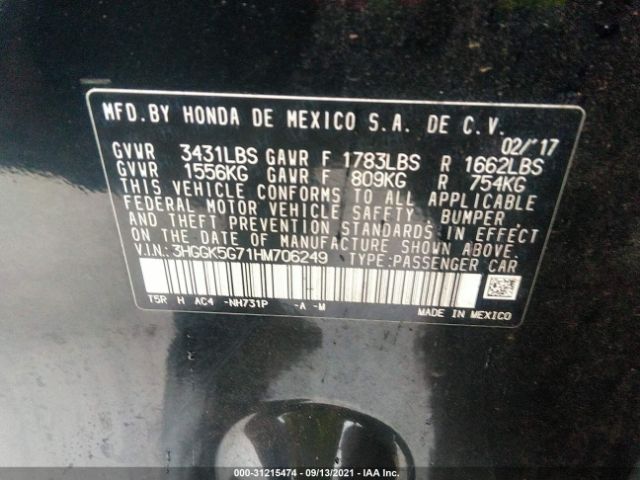 MFD. BY HONDA DE MEXICO S.A. DE C.V.
02/'17
GVWR 3431LBS GAWR F 1783LBS R 1662LBS
GVWR 1556KG GAWR F 809KG R 754KG
THIS VEHICLE CONFORMS TO ALL APPLICABLE
FEDERAL MOTOR VEHICLE SAFETY BUMPER
AND THEFT PREVENTION STANDARDS IN EFFECT
ON THE DATE OF MANUFACTURE SHOWN ABOVE.
V.I.N.: 3HGGK5G71HM706249 TYPE: PASSENGER CAR
T5R H AC4 -NH731P -A -M
MADE IN MEXICO
000-31215474 - 09/13/2021 - IAA Inc.